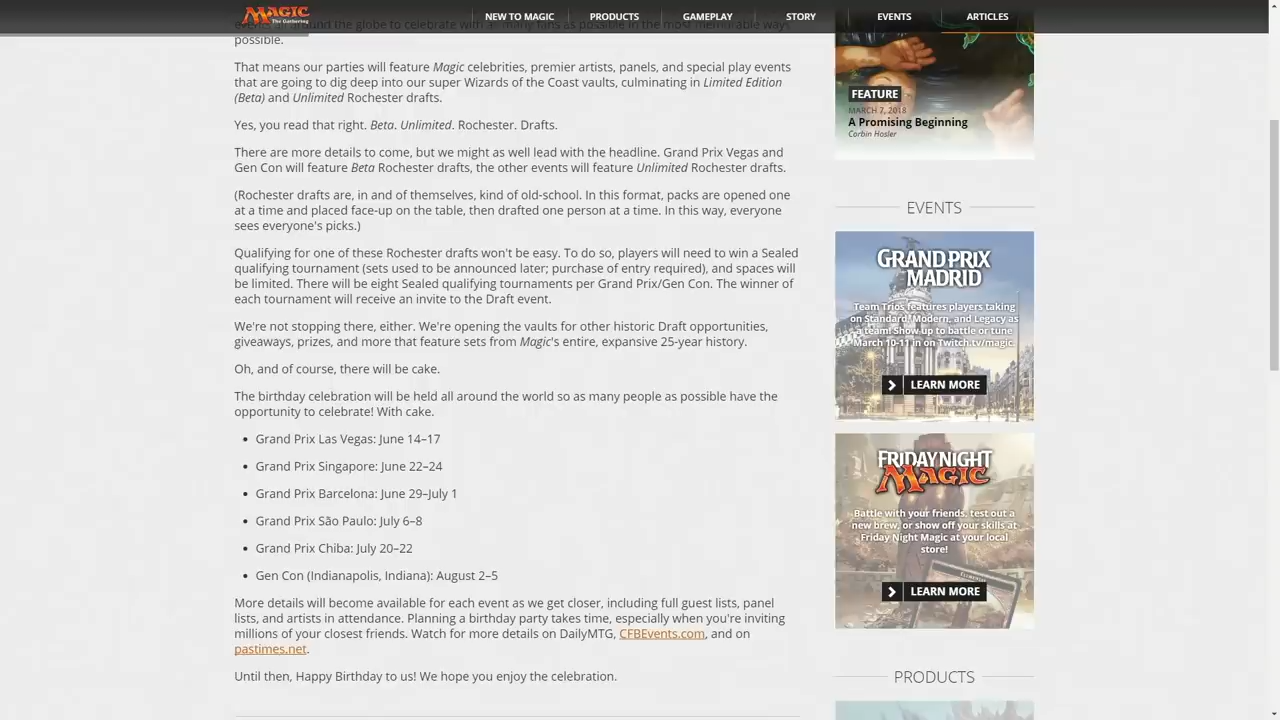 MAGIC
The Gathering
NEW TO MAGIC
PRODUCTS
GAMEPLAY
STORY
EVENTS
ARTICLES
around the globe to celebrate with as many fans as possible in the most memorable ways
possible.
That means our parties will feature Magic celebrities, premier artists, panels, and special play events
that are going to dig deep into our super Wizards of the Coast vaults, culminating in Limited Edition
(Beta) and Unlimited Rochester drafts.
Yes, you read that right. Beta. Unlimited. Rochester. Drafts.
There are more details to come, but we might as well lead with the headline. Grand Prix Vegas and
Gen Con will feature Beta Rochester drafts, the other events will feature Unlimited Rochester drafts.
(Rochester drafts are, in and of themselves, kind of old-school. In this format, packs are opened one
at a time and placed face-up on the table, then drafted one person at a time. In this way, everyone
sees everyone's picks.)
Qualifying for one of these Rochester drafts won't be easy. To do so, players will need to win a Sealed
qualifying tournament (sets used to be announced later; purchase of entry required), and spaces will
be limited. There will be eight Sealed qualifying tournaments per Grand Prix/Gen Con. The winner of
each tournament will receive an invite to the Draft event.
We're not stopping there, either. We're opening the vaults for other historic Draft opportunities,
giveaways, prizes, and more that feature sets from Magic's entire, expansive 25-year history.
Oh, and of course, there will be cake.
The birthday celebration will be held all around the world so as many people as possible have the
opportunity to celebrate! With cake.
• Grand Prix Las Vegas: June 14–17
• Grand Prix Singapore: June 22–24
• Grand Prix Barcelona: June 29–July 1
• Grand Prix São Paulo: July 6–8
• Grand Prix Chiba: July 20–22
• Gen Con (Indianapolis, Indiana): August 2–5
More details will become available for each event as we get closer, including full guest lists, panel
lists, and artists in attendance. Planning a birthday party takes time, especially when you're inviting
millions of your closest friends. Watch for more details on DailyMTG, CFBEvents.com, and on
pastimes.net.
Until then, Happy Birthday to us! We hope you enjoy the celebration.
FEATURE
MARCH 7, 2018
A Promising Beginning
Corbin Hosler
EVENTS
GRAND PRIX
MADRID
Team Trios features players taking
on Standard, Modern, and Legacy as
a team! Show up to battle or tune
March 10-11 in on Twitch.tv/magic.
LEARN MORE
FRIDAY NIGHT
MAGIC
Battle with your friends, test out a
new brew, or show off your skills at
Friday Night Magic at your local
store!
LEARN MORE
PRODUCTS